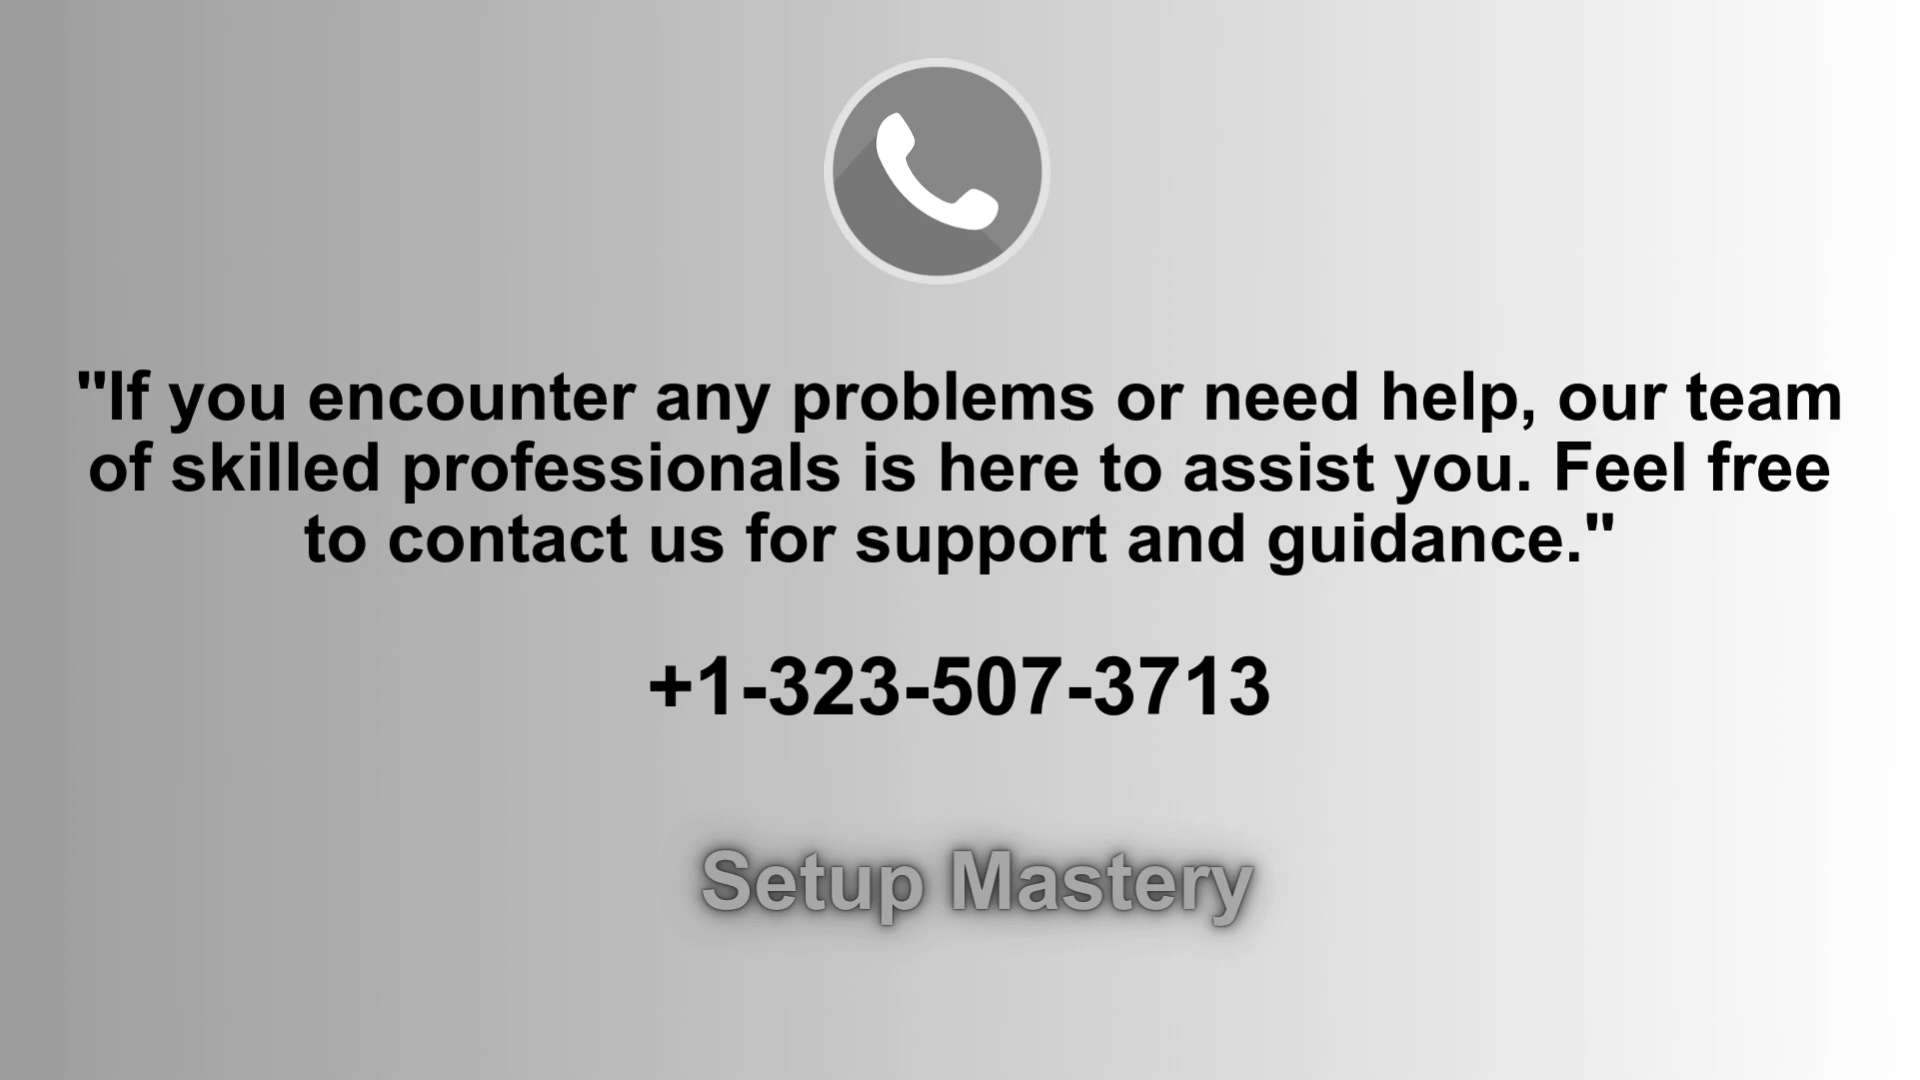 "If you encounter any problems or need help, our team
of skilled professionals is here to assist you. Feel free
to contact us for support and guidance."
+1-323-507-3713
Setup Mastery